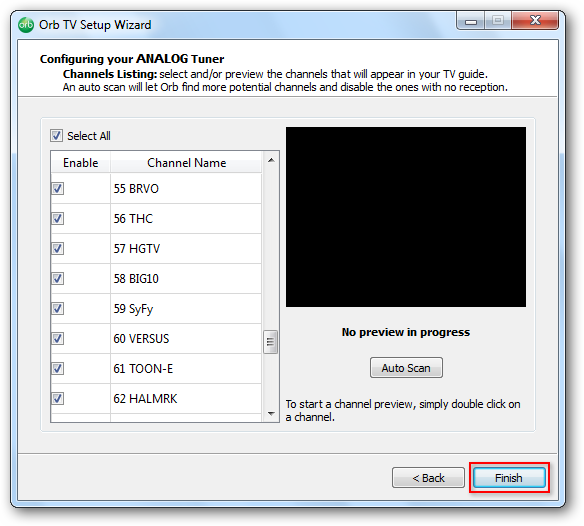 orb Orb TV Setup Wizard
Configuring your ANALOG Tuner
Channels Listing: select and/or preview the channels that will appear in your TV guide.
An auto scan will let Orb find more potential channels and disable the ones with no reception.
Select All
Enable Channel Name
55 BRVO
56 THC
57 HGTV
58 BIG10
59 SyFy
60 VERSUS
61 TOON-E
62 HALMRK
No preview in progress
Auto Scan
To start a channel preview, simply double click on
a channel.
< Back Finish